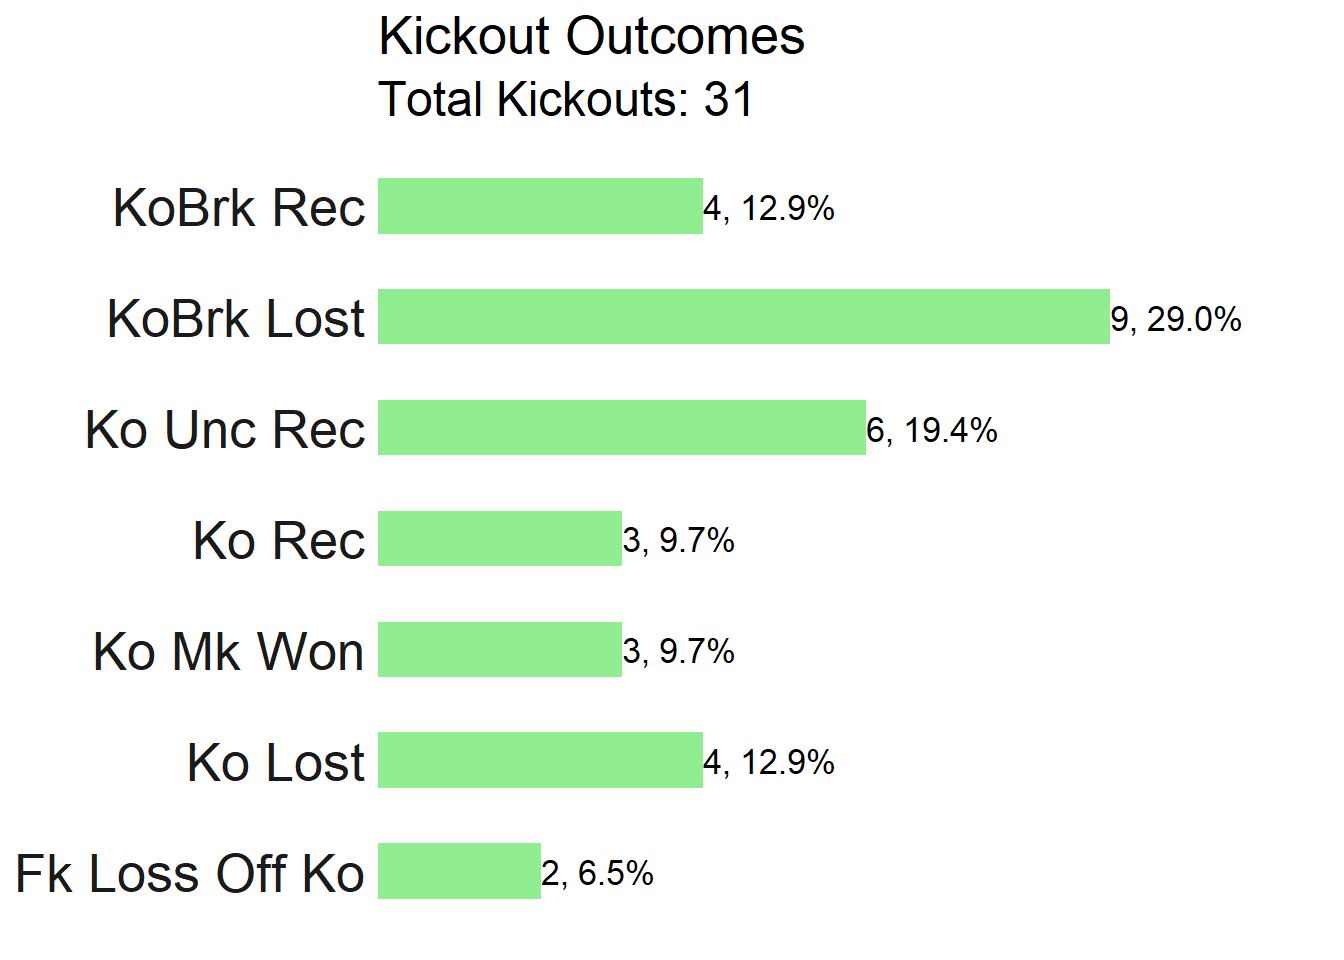 Kickout Outcomes
Total Kickouts: 31
KoBrk Rec 4, 12.9%
KoBrk Lost 9, 29.0%
Ko Unc Rec 6, 19.4%
Ko Rec 3, 9.7%
Ko Mk Won 3, 9.7%
Ko Lost 4, 12.9%
Fk Loss Off Ko 2, 6.5%